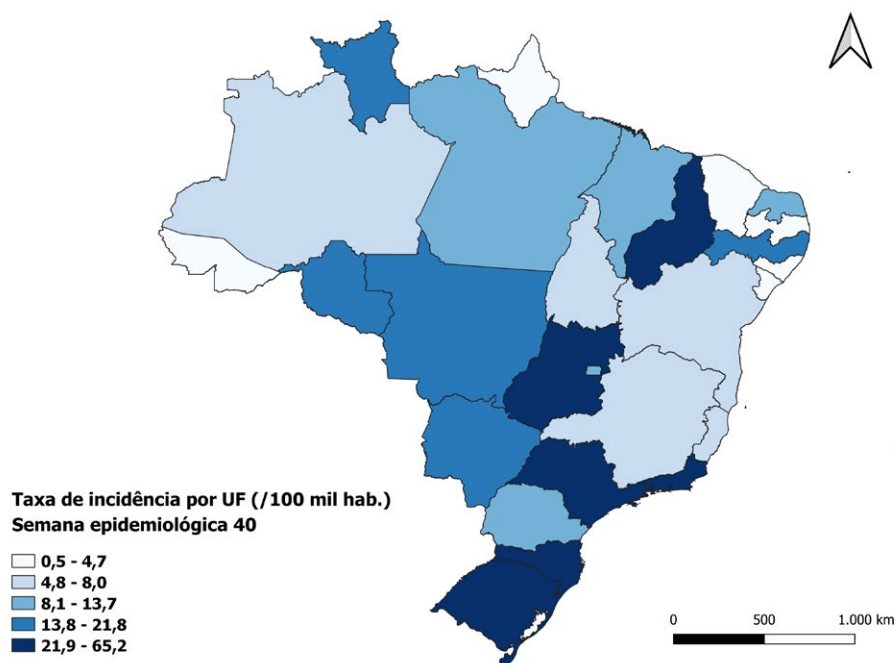 Taxa de incidência por UF (/100 mil hab.)
Semana epidemiológica 40
0,5 - 4,7
4,8 - 8,0
8,1 - 13,7
13,8 - 21,8
21,9 - 65,2
0 500 1.000 km